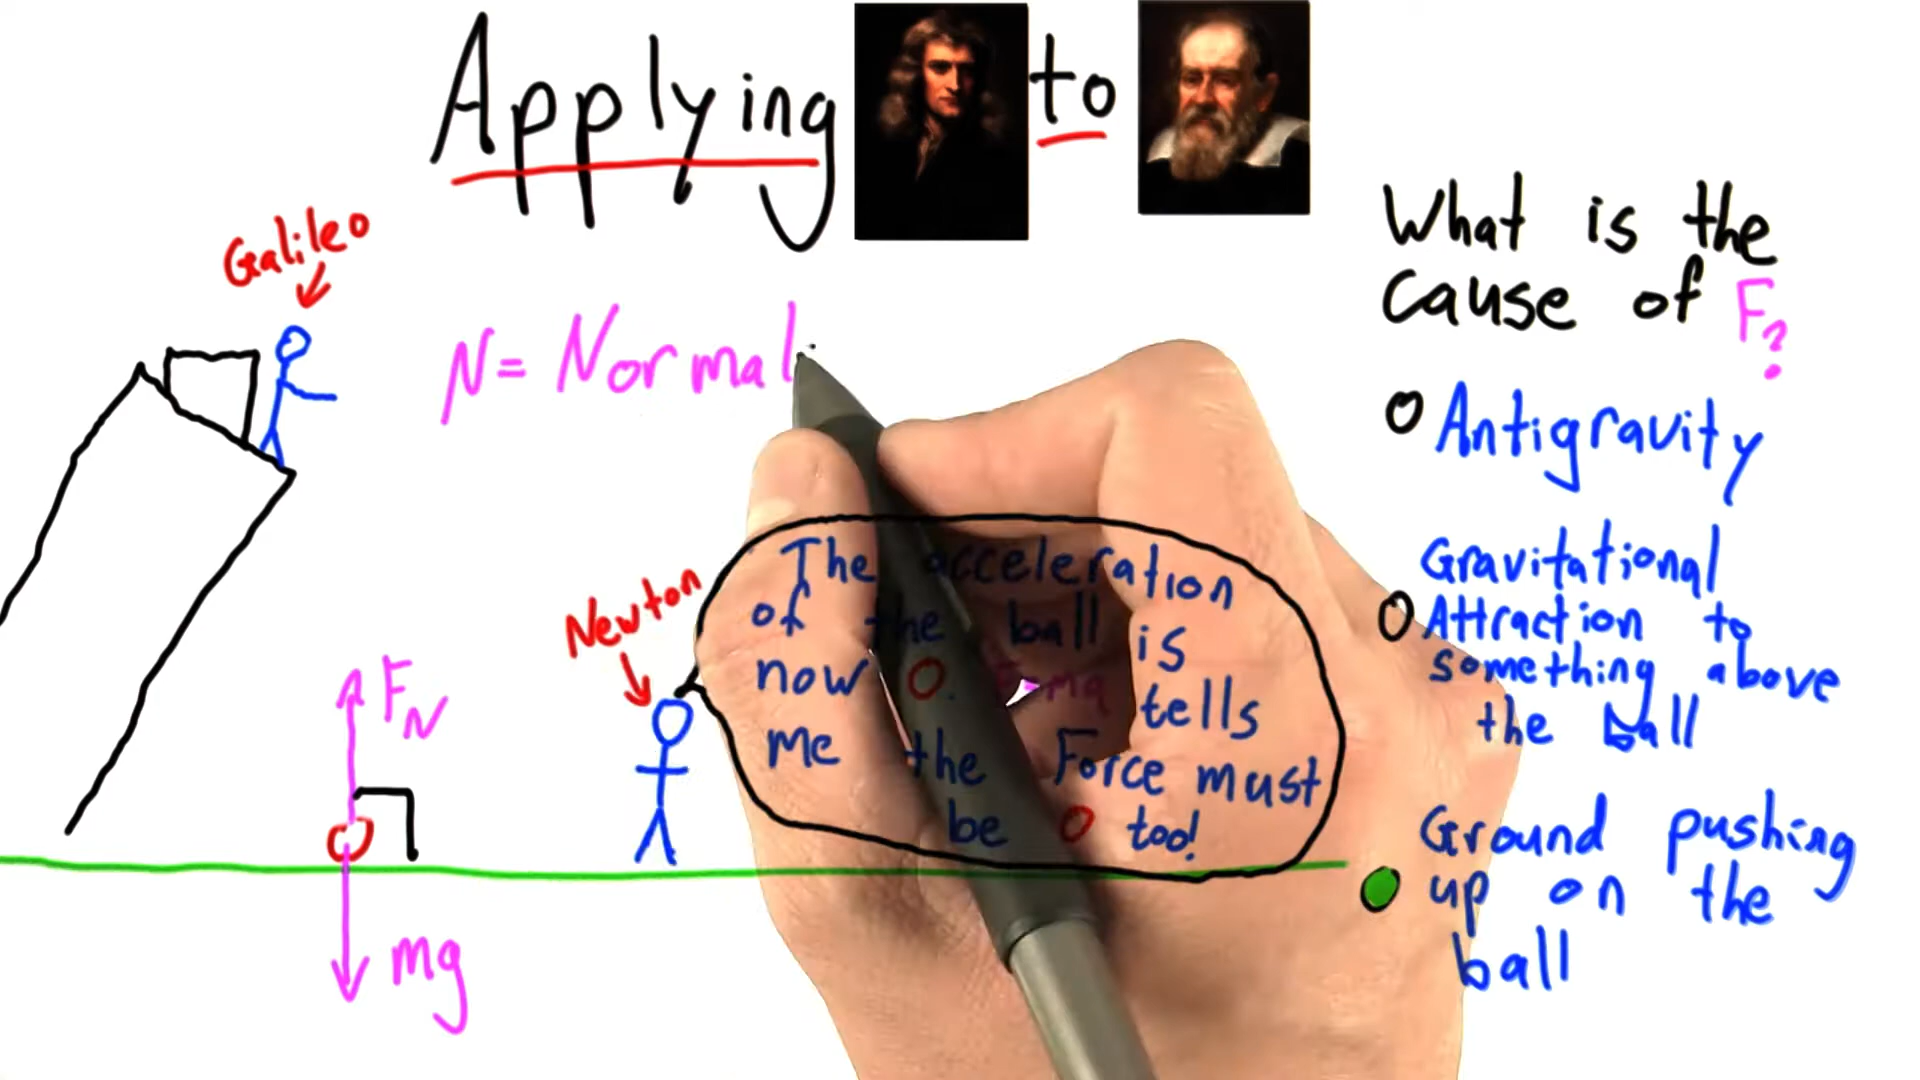 Applying to
Galileo
N = Normal
What is the
cause of F?
Antigravity
Gravitational
Attraction to
something above
the ball
Ground pushing
up on the
ball
Newton
The acceleration
of the ball is
now 0. F=ma tells
me the Force must
be 0 too!
FN
mg